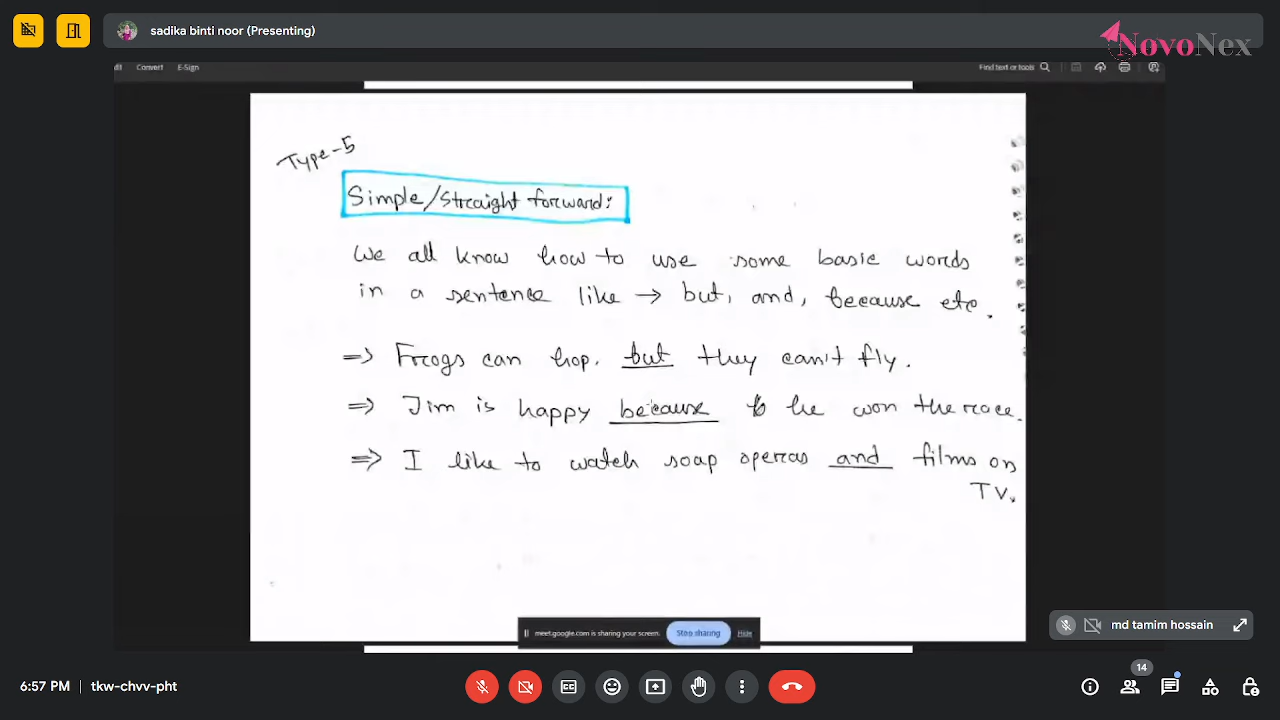 sadika binti noor (Presenting)
NovoNex
dit Convert E-Sign
Find text or tools
Type-5
Simple/Straight forward:
We all know how to use some basic words
in a sentence like → but, and, because etc.
⇒ Frogs can hop, but they can't fly.
⇒ Jim is happy because he won the race.
⇒ I like to watch soap operas and films on
TV.
meet.google.com is sharing your screen. Stop sharing Hide
md tamim hossain
14
6:57 PM | tkw-chvv-pht